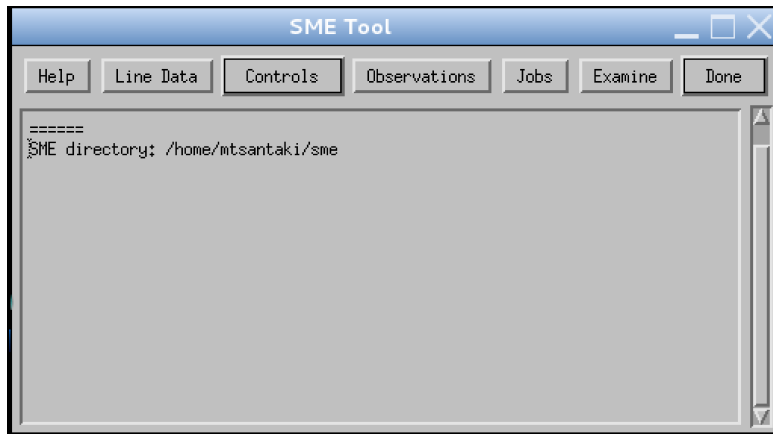 SME Tool
Help Line Data Controls Observations Jobs Examine Done
======
SME directory: /home/mtsantaki/sme